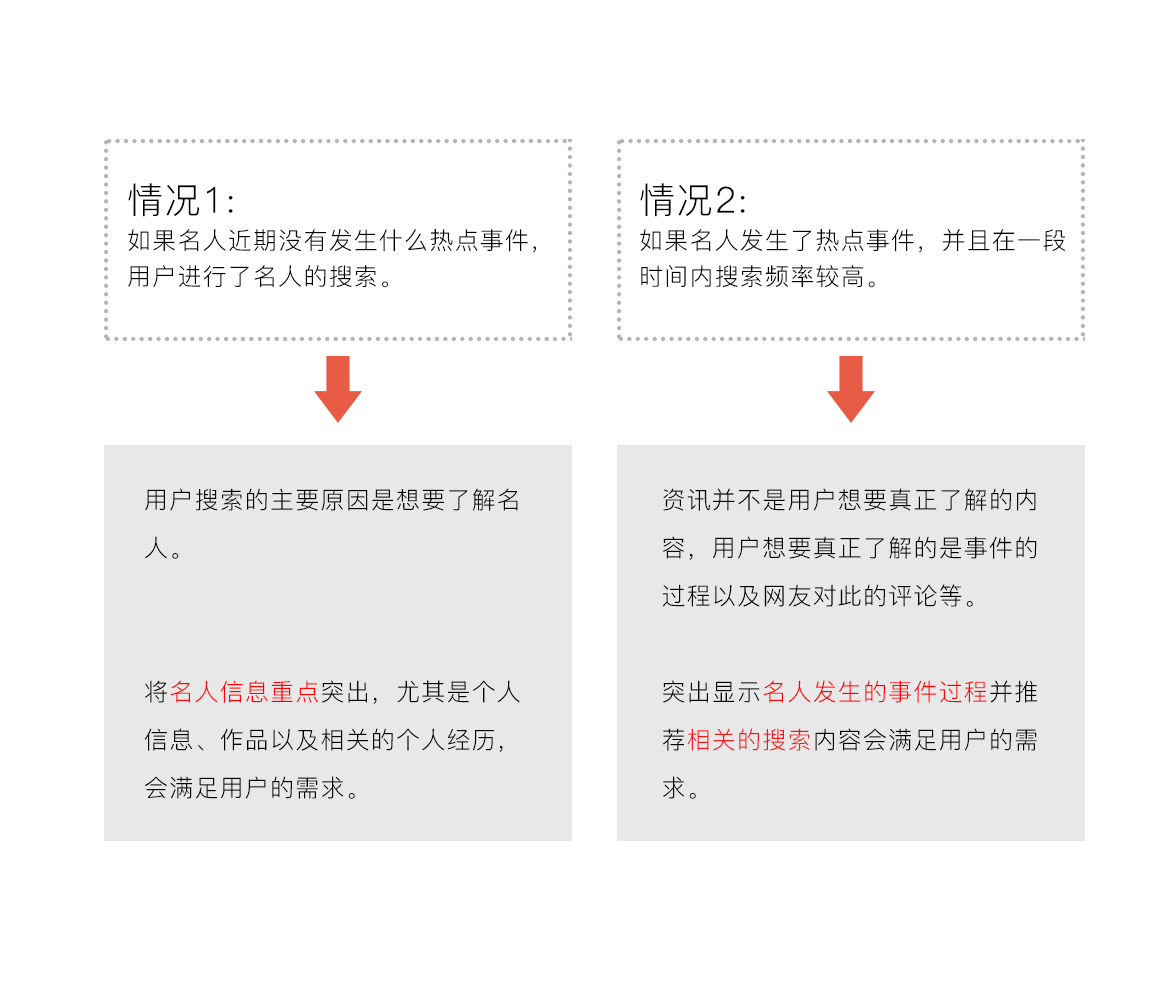 情况1:
如果名人近期没有发生什么热点事件，
用户进行了名人的搜索。
情况2:
如果名人发生了热点事件，并且在一段
时间内搜索频率较高。
用户搜索的主要原因是想要了解名
人。
将名人信息重点突出，尤其是个人
信息、作品以及相关的个人经历，
会满足用户的需求。
资讯并不是用户想要真正了解的内
容，用户想要真正了解的是事件的
过程以及网友对此的评论等。
突出显示名人发生的事件过程并推
荐相关的搜索内容会满足用户的需
求。